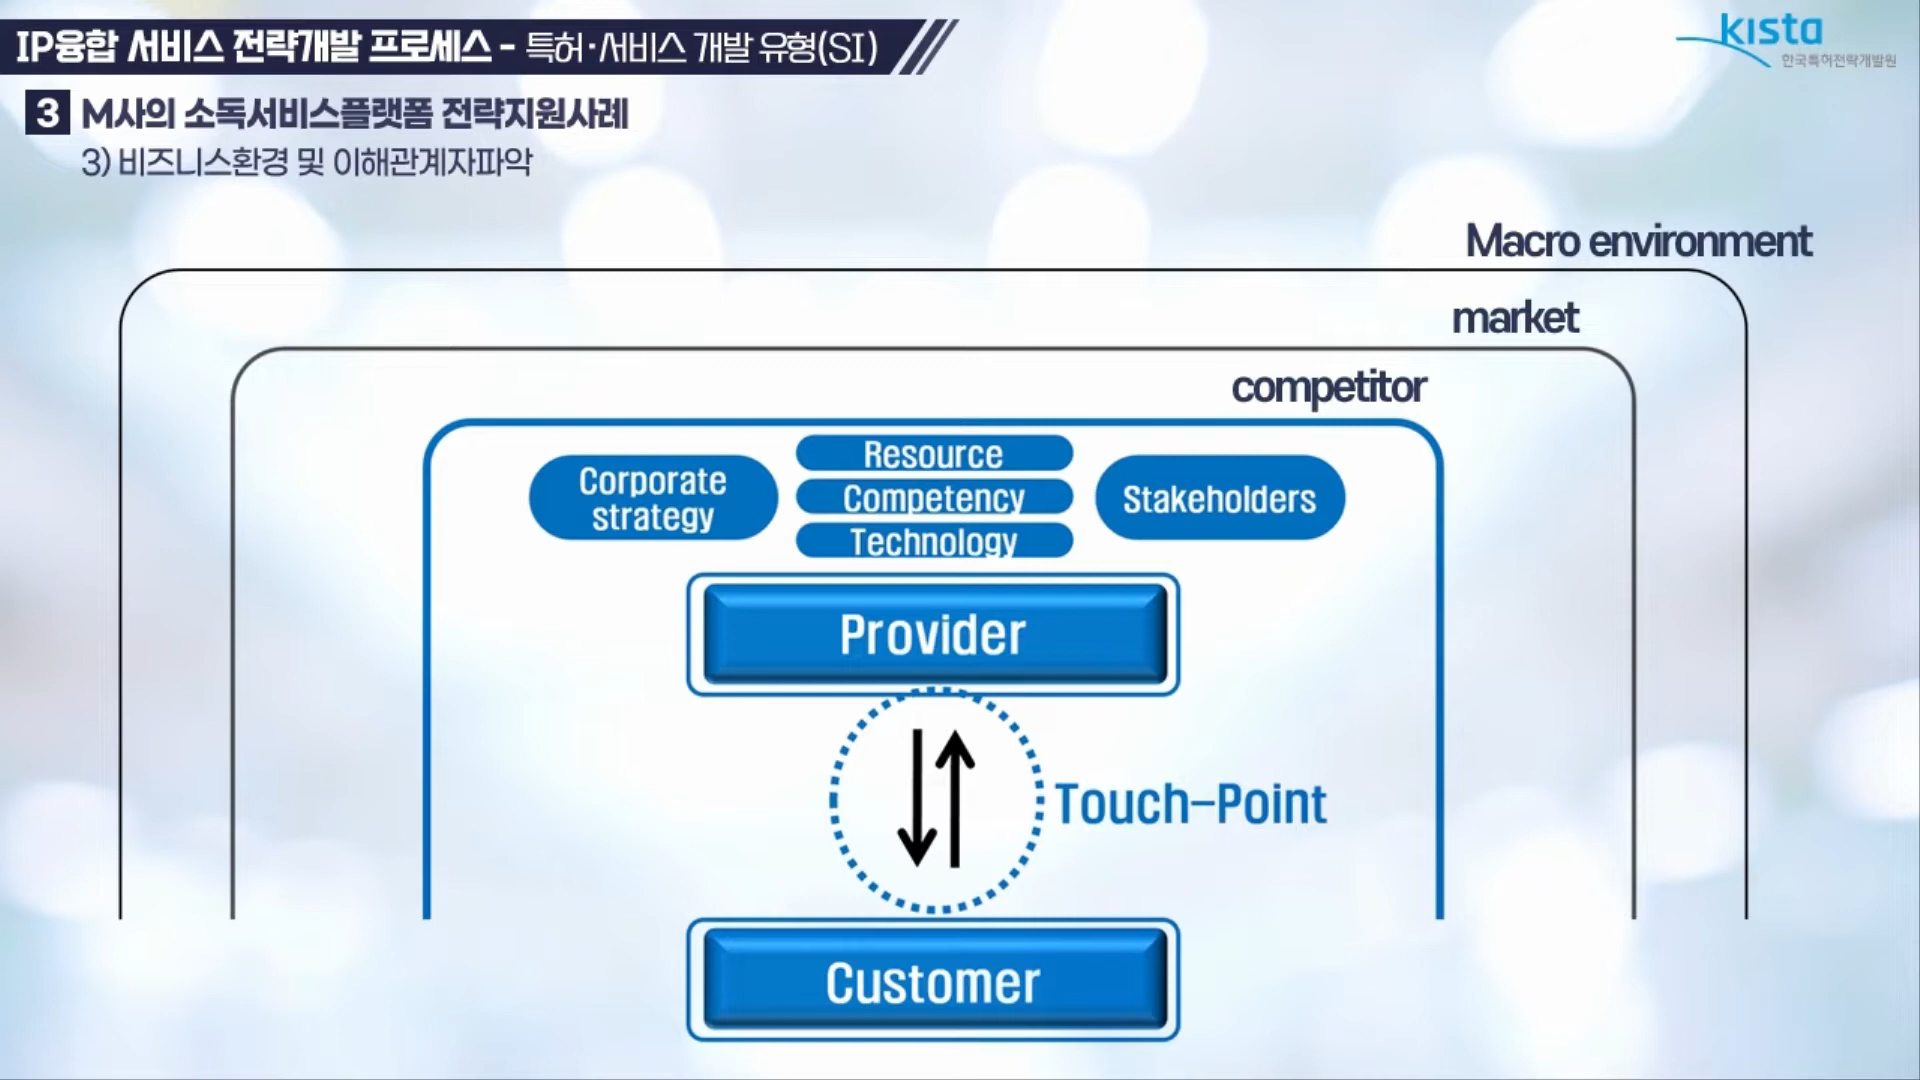 IP융합 서비스 전략개발 프로세스 - 특허·서비스 개발 유형(SI)
kista
한국특허전략개발원
3 M사의 소독서비스플랫폼 전략지원사례
3) 비즈니스환경 및 이해관계자파악
Macro environment
market
competitor
Corporate
strategy
Resource
Competency
Technology
Stakeholders
Provider
Touch-Point
Customer